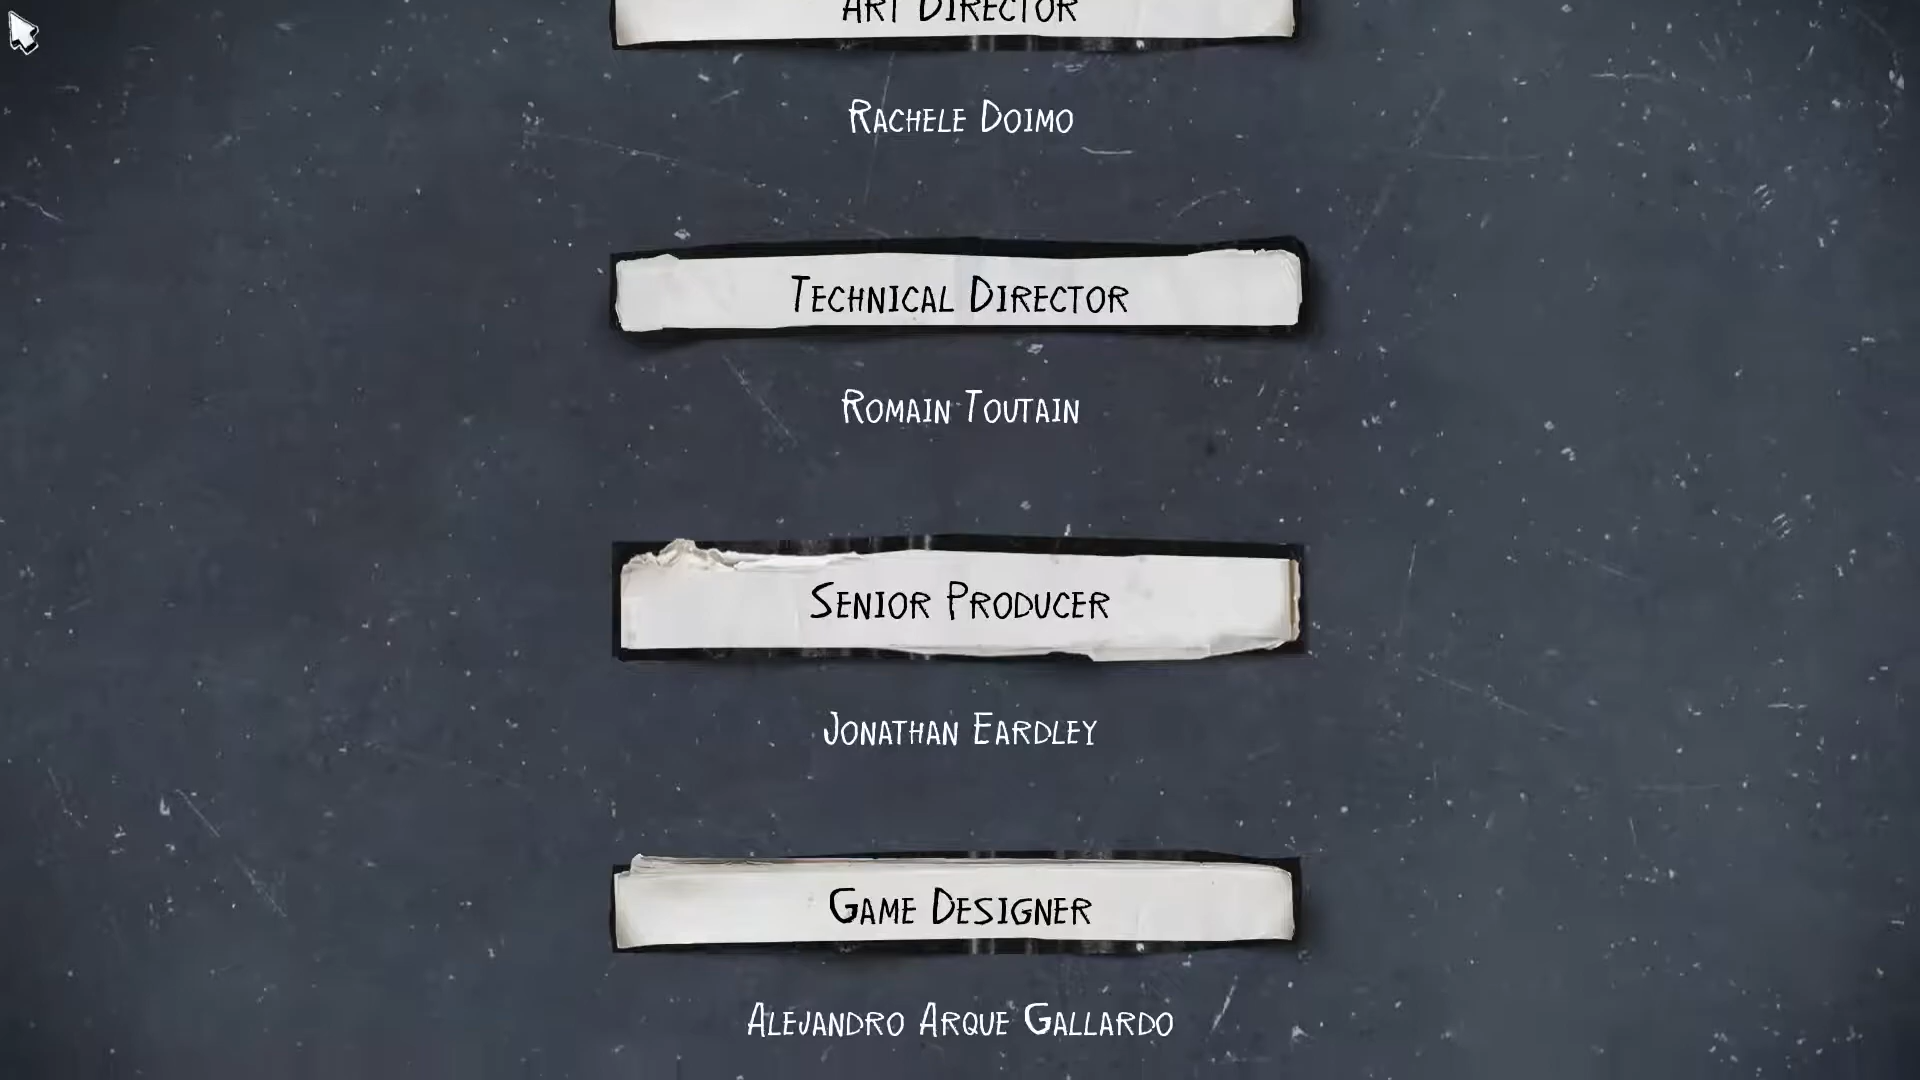 Art Director
Rachele Doimo
Technical Director
Romain Toutain
Senior Producer
Jonathan Eardley
Game Designer
Alejandro Arque Gallardo